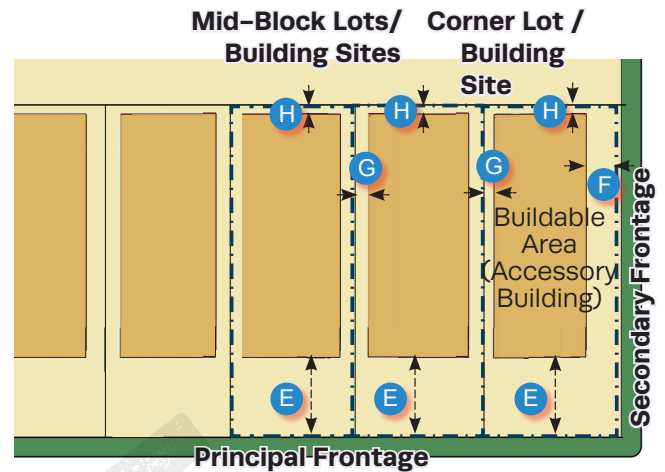 Mid-Block Lots/
Building Sites
Corner Lot /
Building
Site
H
H
H
G
G
F
Buildable
Area
(Accessory
Building)
Secondary Frontage
E
E
E
Principal Frontage